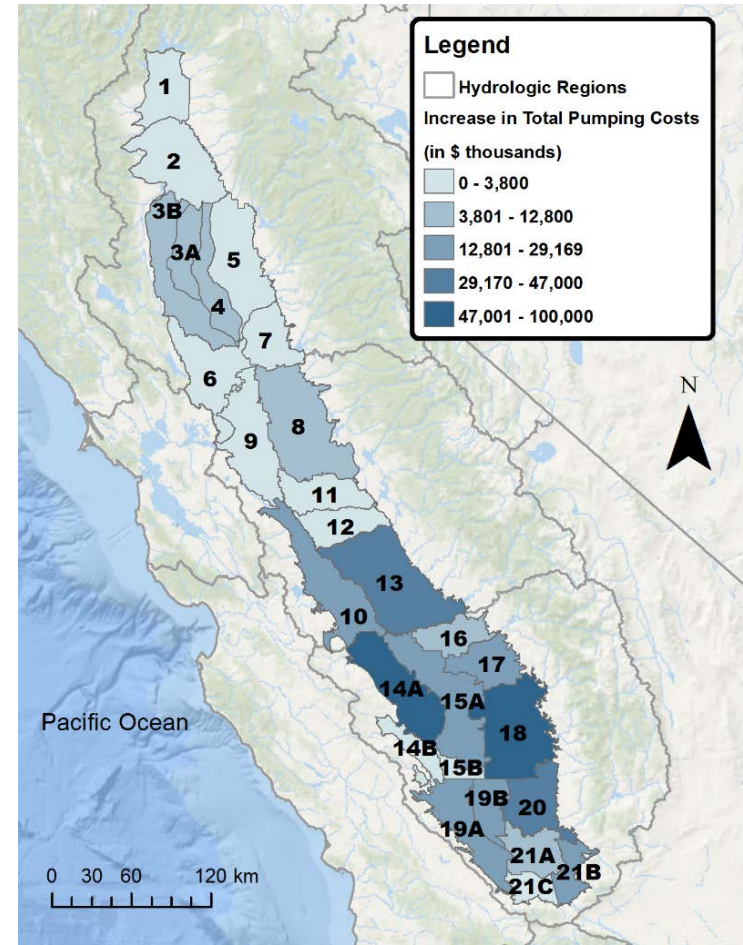 Legend
Hydrologic Regions
Increase in Total Pumping Costs
(in $ thousands)
0 - 3,800
3,801 - 12,800
12,801 - 29,169
29,170 - 47,000
47,001 - 100,000
1
2
3B
3A
5
4
7
6
8
9
11
12
N
13
10
16
17
14A
15A
18
Pacific Ocean
14B
15B
19B
20
19A
21A
21B
21C
0 30 60 120 km